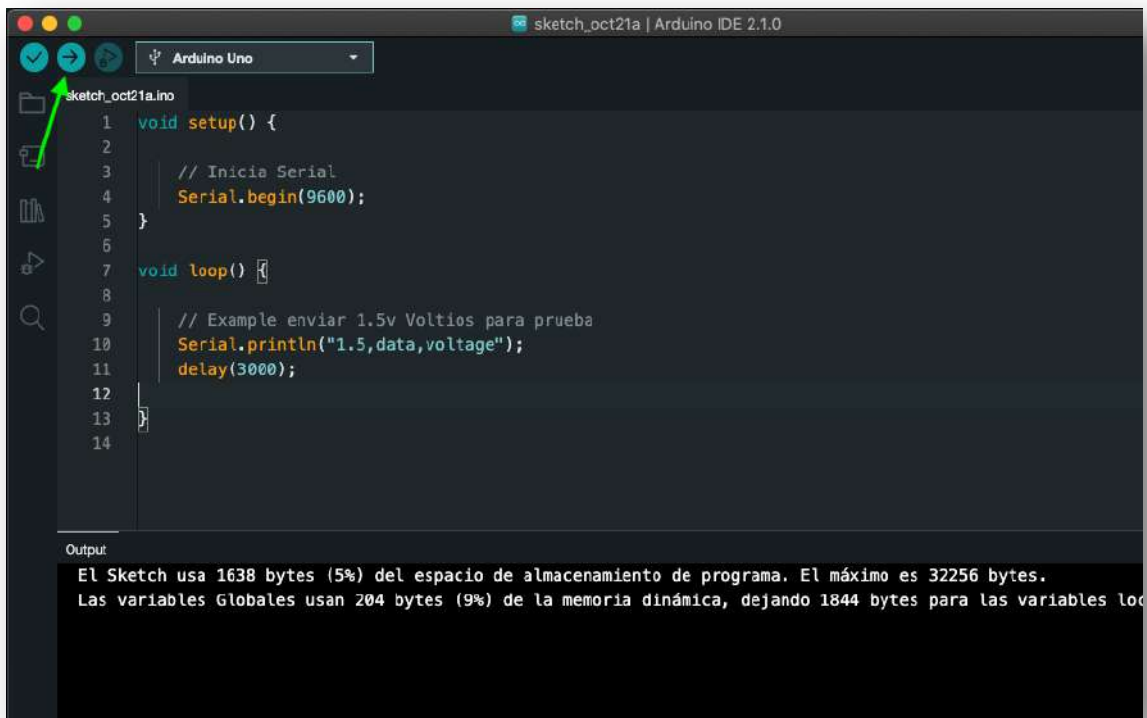 sketch_oct21a | Arduino IDE 2.1.0
Arduino Uno
sketch_oct21a.ino
1 void setup() {
2
3 // Inicia Serial
4 Serial.begin(9600);
5 }
6
7 void loop() {
8
9 // Example enviar 1.5v Voltios para prueba
10 Serial.println("1.5,data,voltage");
11 delay(3000);
12
13 }
14
Output
El Sketch usa 1638 bytes (5%) del espacio de almacenamiento de programa. El máximo es 32256 bytes.
Las variables Globales usan 204 bytes (9%) de la memoria dinámica, dejando 1844 bytes para las variables loc